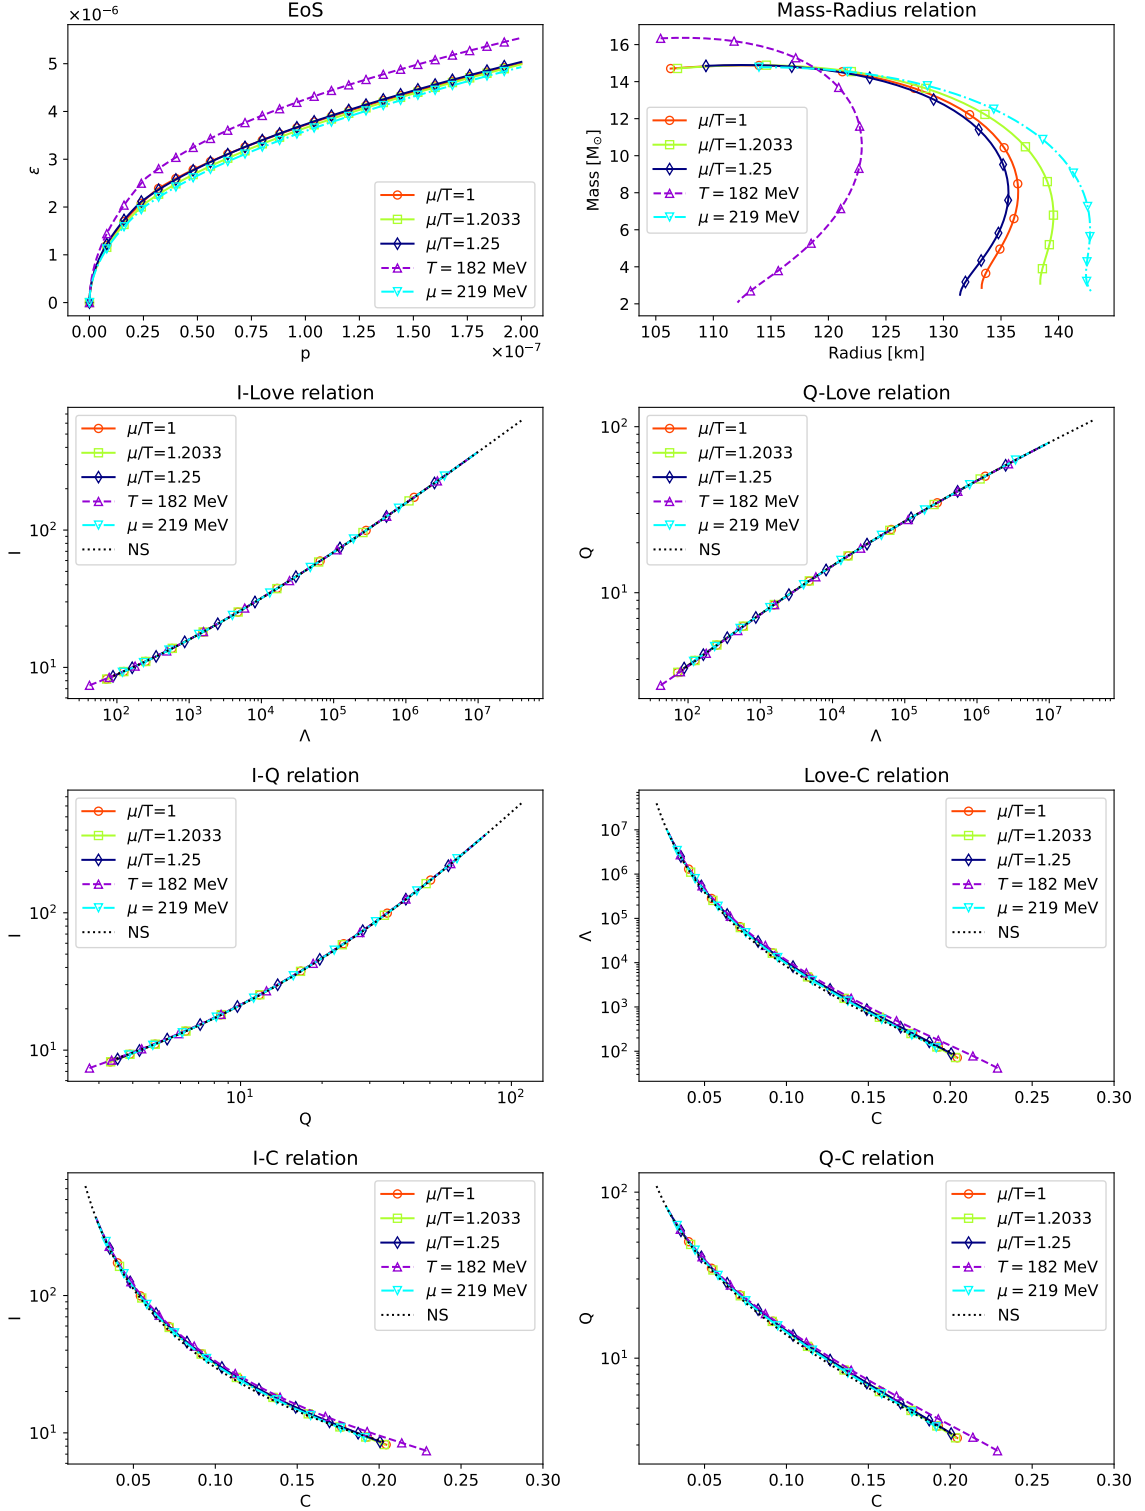 EoS
×10⁻⁶
5
4
3
2
1
0
ε
μ/T=1
μ/T=1.2033
μ/T=1.25
T = 182 MeV
μ = 219 MeV
0.00 0.25 0.50 0.75 1.00 1.25 1.50 1.75 2.00
×10⁻⁷
p
Mass-Radius relation
16
14
12
10
8
6
4
2
Mass [M⊙]
μ/T=1
μ/T=1.2033
μ/T=1.25
T = 182 MeV
μ = 219 MeV
105 110 115 120 125 130 135 140
Radius [km]
I-Love relation
10²
10¹
I
μ/T=1
μ/T=1.2033
μ/T=1.25
T = 182 MeV
μ = 219 MeV
NS
10² 10³ 10⁴ 10⁵ 10⁶ 10⁷
Λ
Q-Love relation
10²
10¹
Q
μ/T=1
μ/T=1.2033
μ/T=1.25
T = 182 MeV
μ = 219 MeV
NS
10² 10³ 10⁴ 10⁵ 10⁶ 10⁷
Λ
I-Q relation
10²
10¹
I
μ/T=1
μ/T=1.2033
μ/T=1.25
T = 182 MeV
μ = 219 MeV
NS
10¹ 10²
Q
Love-C relation
10⁷
10⁶
10⁵
10⁴
10³
10²
Λ
μ/T=1
μ/T=1.2033
μ/T=1.25
T = 182 MeV
μ = 219 MeV
NS
0.05 0.10 0.15 0.20 0.25 0.30
C
I-C relation
10²
10¹
I
μ/T=1
μ/T=1.2033
μ/T=1.25
T = 182 MeV
μ = 219 MeV
NS
0.05 0.10 0.15 0.20 0.25 0.30
C
Q-C relation
10²
10¹
Q
μ/T=1
μ/T=1.2033
μ/T=1.25
T = 182 MeV
μ = 219 MeV
NS
0.05 0.10 0.15 0.20 0.25 0.30
C